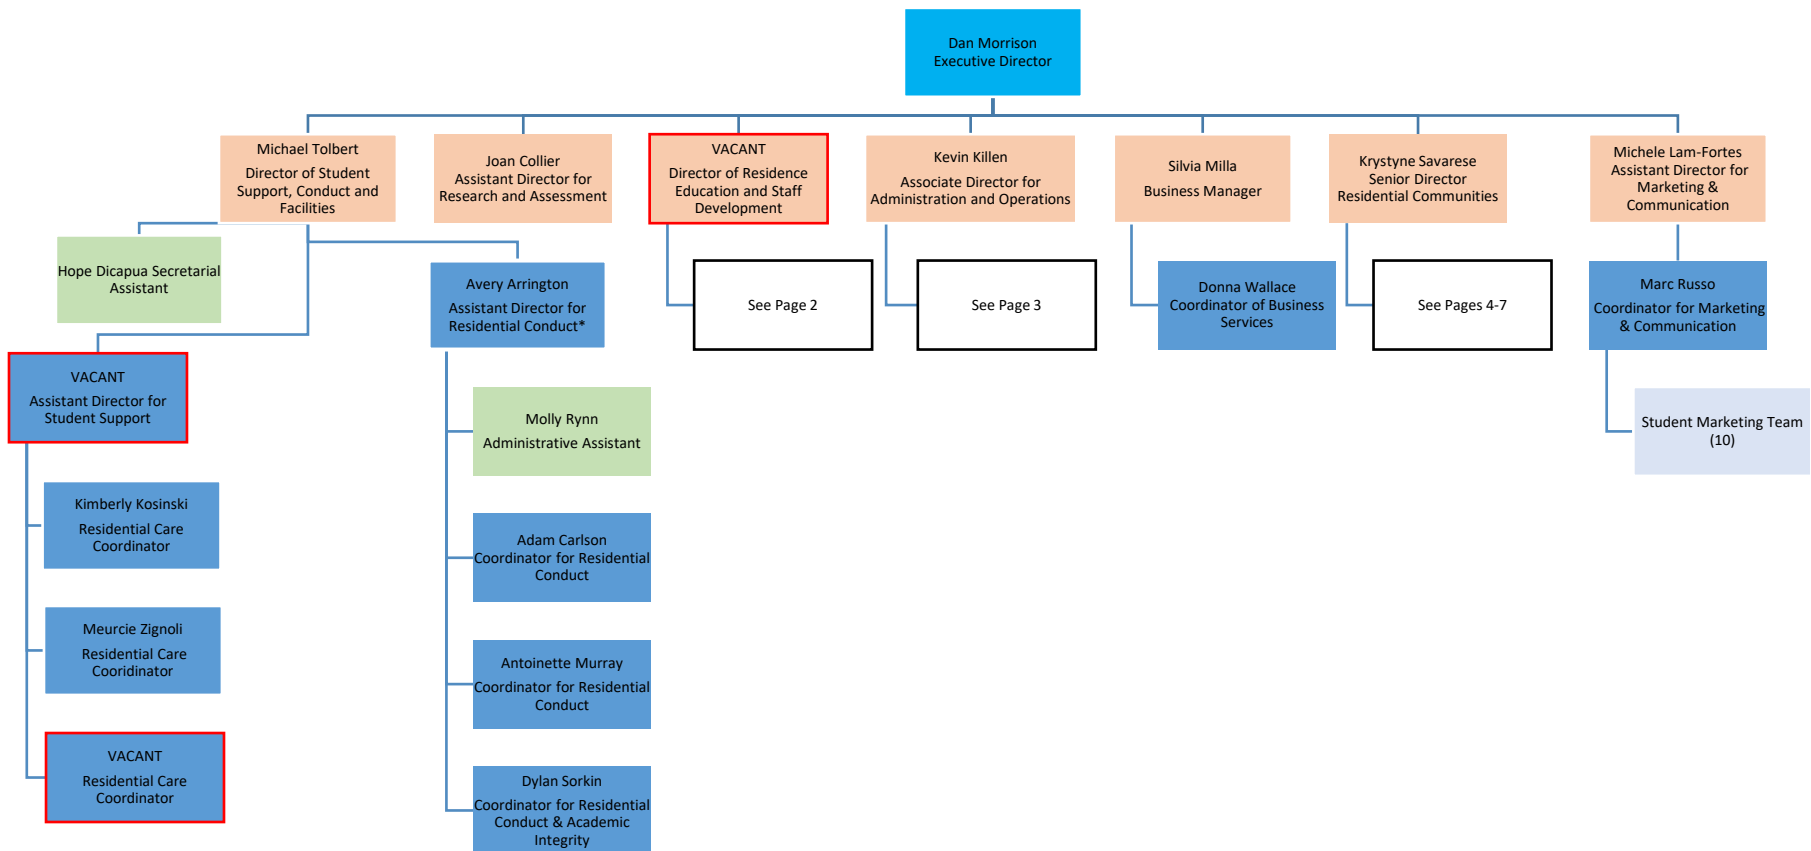 Dan Morrison
Executive Director
Michael Tolbert
Director of Student
Support, Conduct and
Facilities
Joan Collier
Assistant Director for
Research and Assessment
VACANT
Director of Residence
Education and Staff
Development
Kevin Killen
Associate Director for
Administration and Operations
Silvia Milla
Business Manager
Krystyne Savarese
Senior Director
Residential Communities
Michele Lam-Fortes
Assistant Director for
Marketing &
Communication
Hope Dicapua Secretarial
Assistant
Avery Arrington
Assistant Director for
Residential Conduct*
See Page 2
See Page 3
Donna Wallace
Coordinator of Business
Services
See Pages 4-7
Marc Russo
Coordinator for Marketing
& Communication
VACANT
Assistant Director for
Student Support
Molly Rynn
Administrative Assistant
Student Marketing Team
(10)
Kimberly Kosinski
Residential Care
Coordinator
Adam Carlson
Coordinator for Residential
Conduct
Meurcie Zignoli
Residential Care
Cooridinator
Antoinette Murray
Coordinator for Residential
Conduct
VACANT
Residential Care
Coordinator
Dylan Sorkin
Coordinator for Residential
Conduct & Academic
Integrity